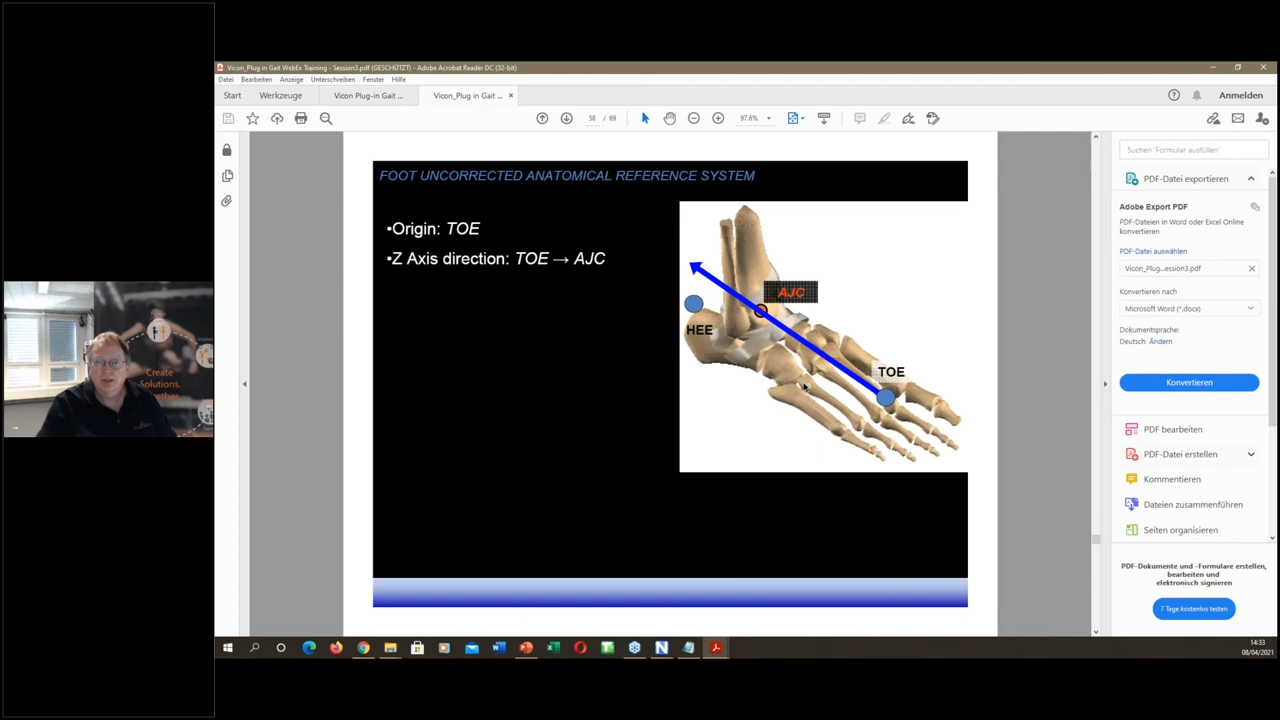 Vicon_Plug in Gait WebEx Training - Session3.pdf (GESCHÜTZT) - Adobe Acrobat Reader DC (32-bit)
Datei Bearbeiten Anzeige Unterschreiben Fenster Hilfe
Start Werkzeuge Vicon Plug-in Gait ... Vicon_Plug in Gait ... × Anmelden
58 / 69 97.6%
FOOT UNCORRECTED ANATOMICAL REFERENCE SYSTEM
•Origin: TOE
•Z Axis direction: TOE → AJC
AJC
HEE
TOE
Suchen 'Formular ausfüllen'
PDF-Datei exportieren
Adobe Export PDF
PDF-Dateien in Word oder Excel Online
konvertieren
PDF-Datei auswählen
Vicon_Plug...ession3.pdf ×
Konvertieren nach
Microsoft Word (*.docx)
Dokumentsprache:
Deutsch Ändern
Konvertieren
PDF bearbeiten
PDF-Datei erstellen
Kommentieren
Dateien zusammenführen
Seiten organisieren
PDF-Dokumente und -Formulare erstellen,
bearbeiten und
elektronisch signieren
7 Tage kostenlos testen
Create
Solutions.
14:33
08/04/2021